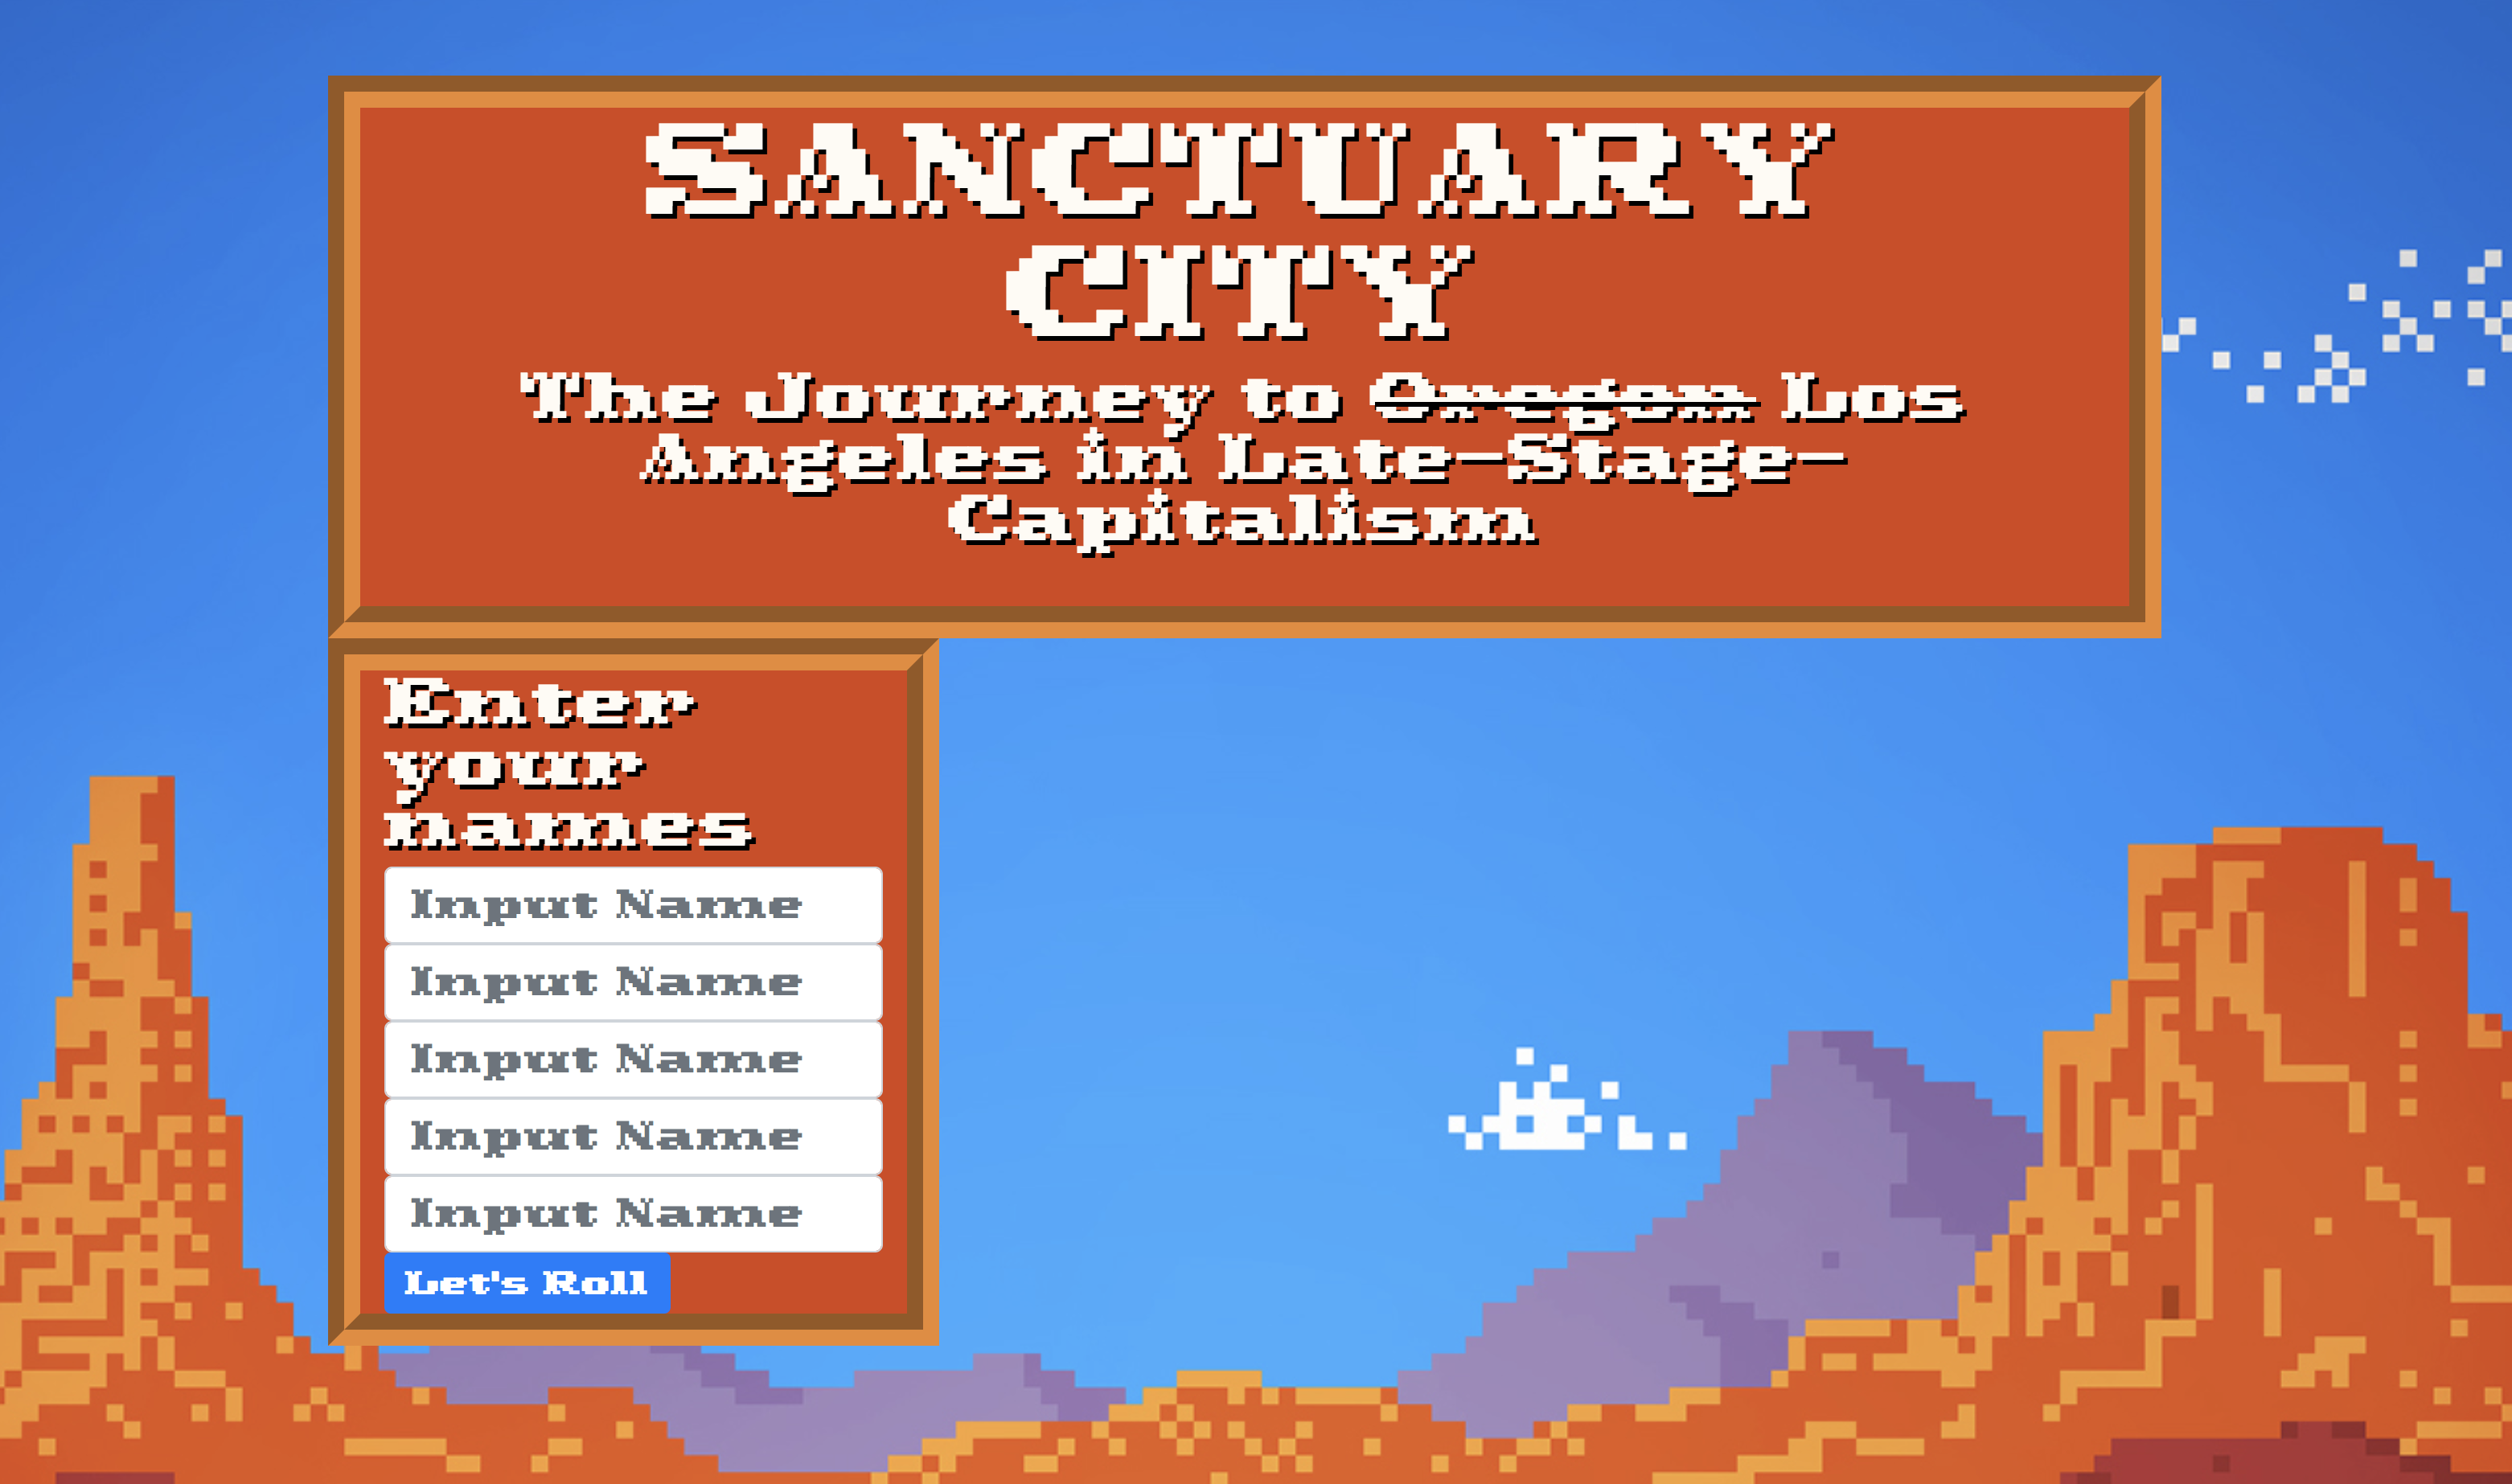 SANCTUARY
CITY
The Journey to Oregon Los
Angeles in Late-Stage-
Capitalism
Enter
your
names
Input Name
Input Name
Input Name
Input Name
Input Name
Let's Roll